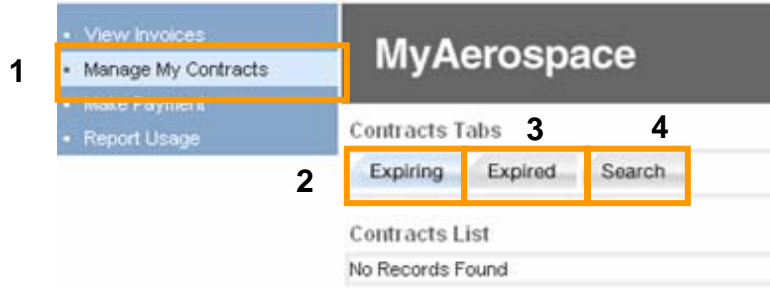 View Invoices
1
Manage My Contracts
Make Payment
Report Usage
MyAerospace
Contracts Tabs
3
4
2
Expiring
Expired
Search
Contracts List
No Records Found